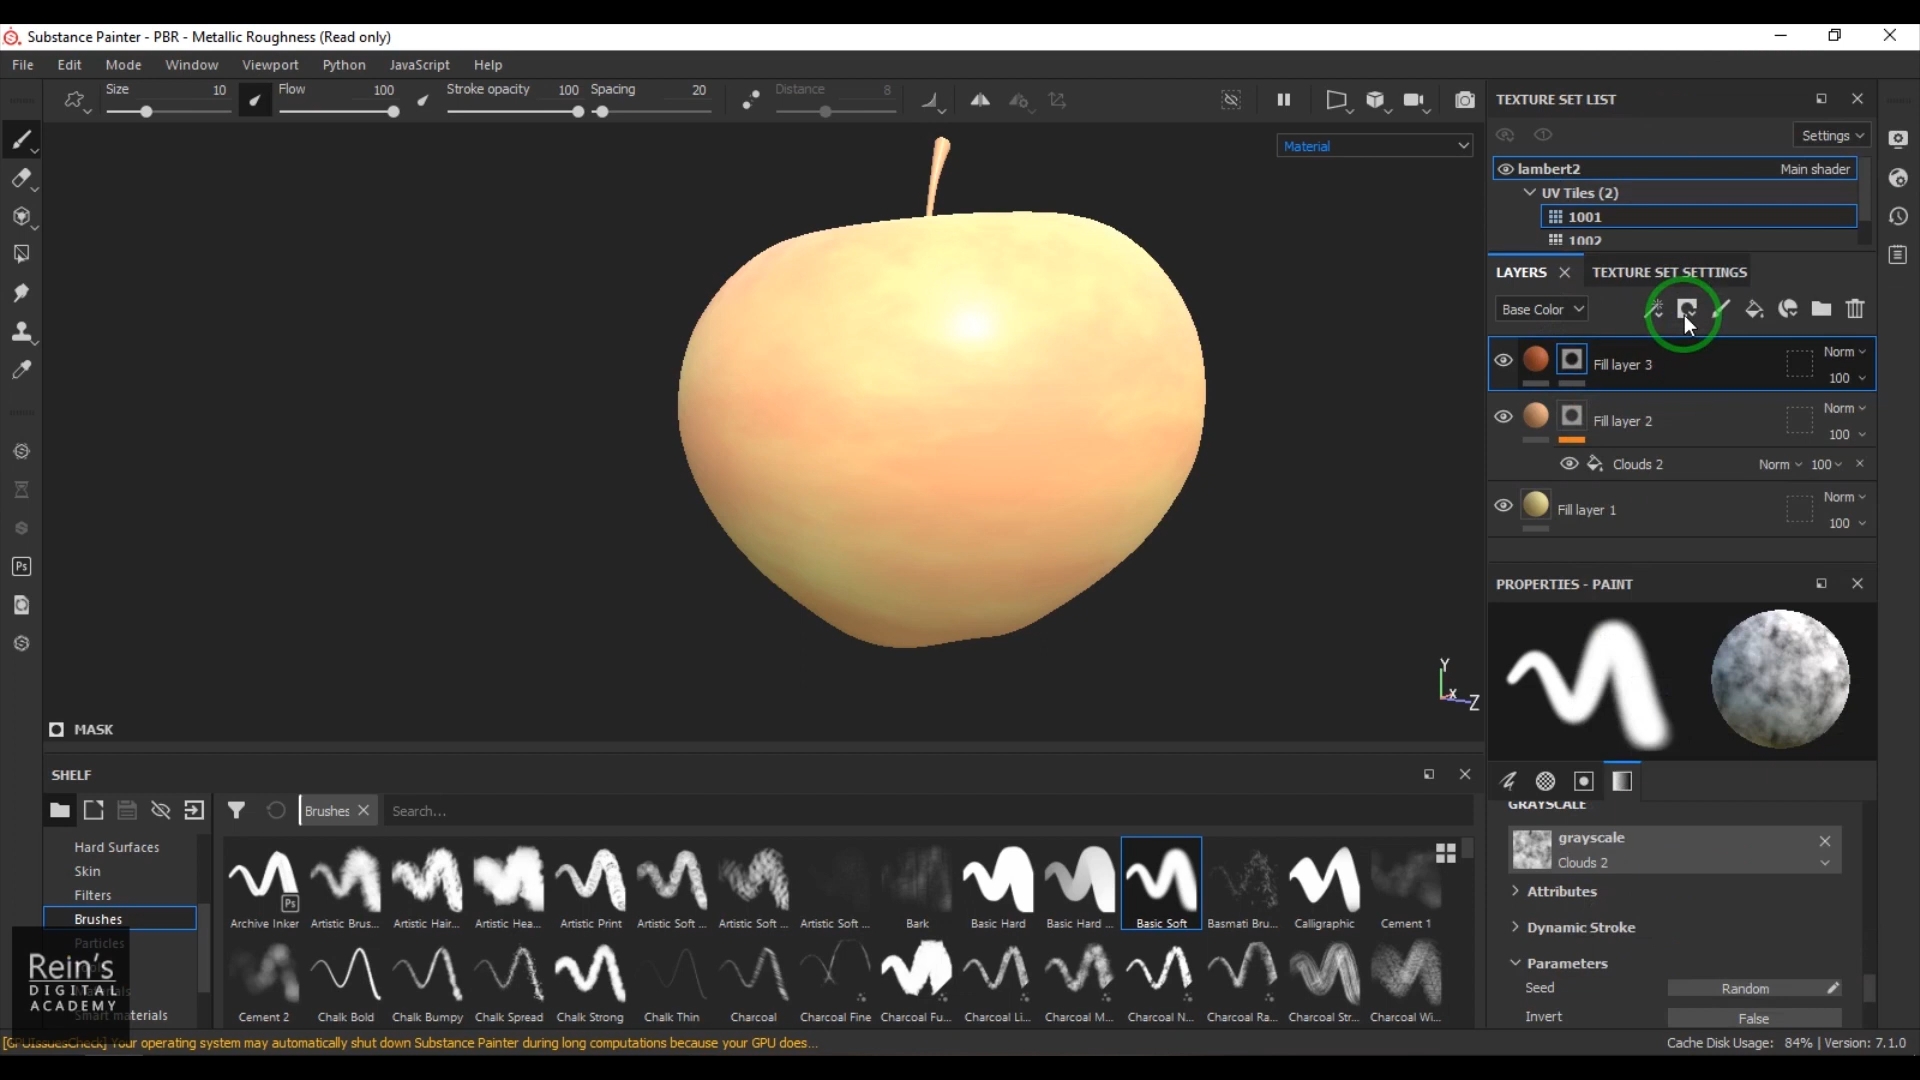 Substance Painter - PBR - Metallic Roughness (Read only)
File Edit Mode Window Viewport Python JavaScript Help
Size 10 Flow 100 Stroke opacity 100 Spacing 20 Distance 8
Material
TEXTURE SET LIST
Settings
lambert2 Main shader
UV Tiles (2)
1001
1002
LAYERS TEXTURE SET SETTINGS
Base Color
Fill layer 3 Norm 100
Fill layer 2 Norm 100
Clouds 2 Norm 100
Fill layer 1 Norm 100
PROPERTIES - PAINT
Y
X
Z
MASK
SHELF
Brushes
Search...
Hard Surfaces
Skin
Filters
Brushes
Particles
Smart materials
Ps
Archive Inker Artistic Brus... Artistic Hair... Artistic Hea... Artistic Print Artistic Soft ... Artistic Soft ... Artistic Soft ... Bark Basic Hard Basic Hard ... Basic Soft Basmati Bru... Calligraphic Cement 1
Cement 2 Chalk Bold Chalk Bumpy Chalk Spread Chalk Strong Chalk Thin Charcoal Charcoal Fine Charcoal Fu... Charcoal Li... Charcoal M... Charcoal N... Charcoal Ra... Charcoal Str... Charcoal Wi...
GRAYSCALE
grayscale
Clouds 2
Attributes
Dynamic Stroke
Parameters
Seed Random
Invert False
Rein's
DIGITAL
ACADEMY
[GPUIssuesCheck] Your operating system may automatically shut down Substance Painter during long computations because your GPU does...
Cache Disk Usage: 84% | Version: 7.1.0